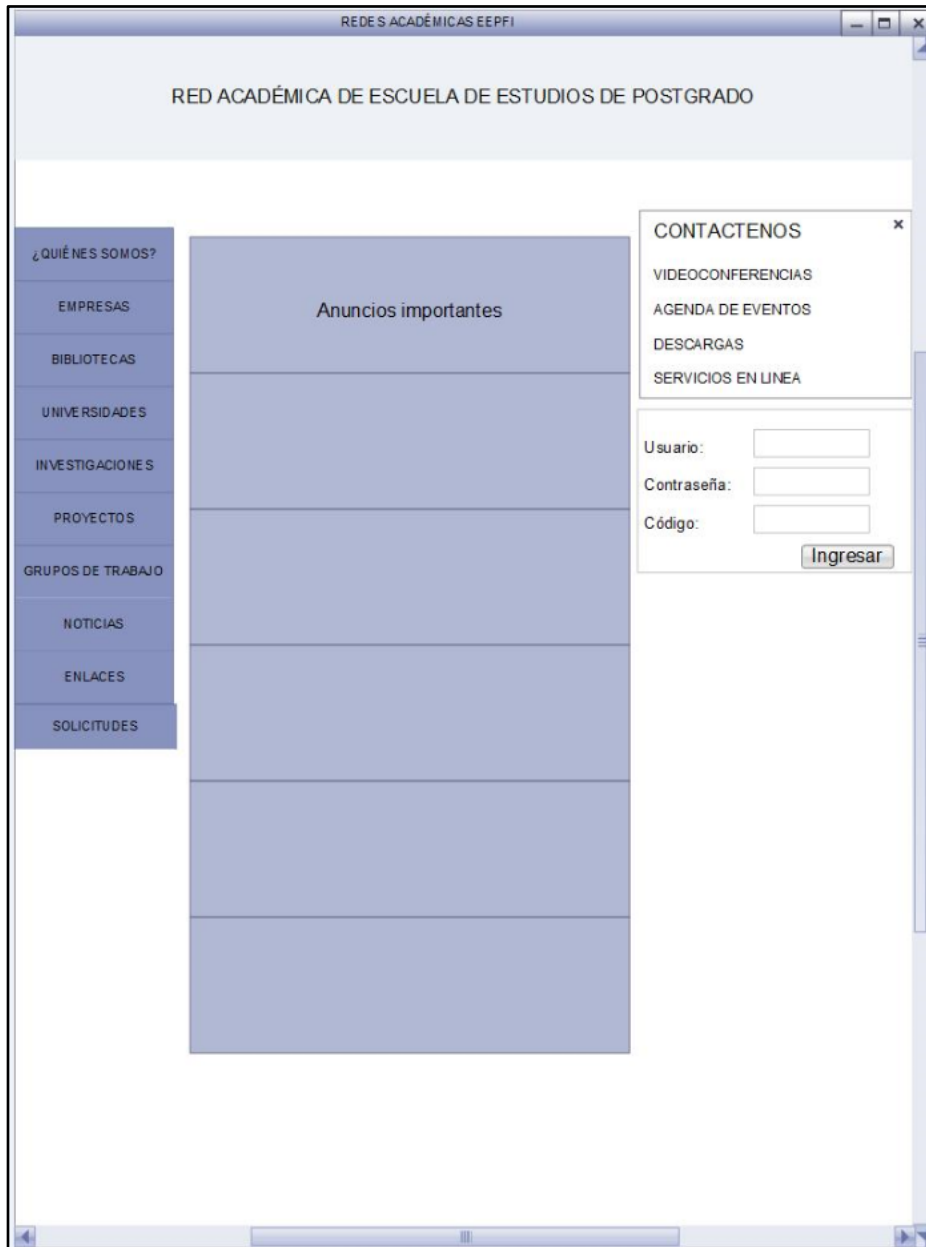 REDES ACADÉMICAS EEPFI
RED ACADÉMICA DE ESCUELA DE ESTUDIOS DE POSTGRADO
¿QUIÉNES SOMOS?
EMPRESAS
BIBLIOTECAS
UNIVERSIDADES
INVESTIGACIONES
PROYECTOS
GRUPOS DE TRABAJO
NOTICIAS
ENLACES
SOLICITUDES
Anuncios importantes
CONTACTENOS
VIDEOCONFERENCIAS
AGENDA DE EVENTOS
DESCARGAS
SERVICIOS EN LINEA
Usuario:
Contraseña:
Código:
Ingresar